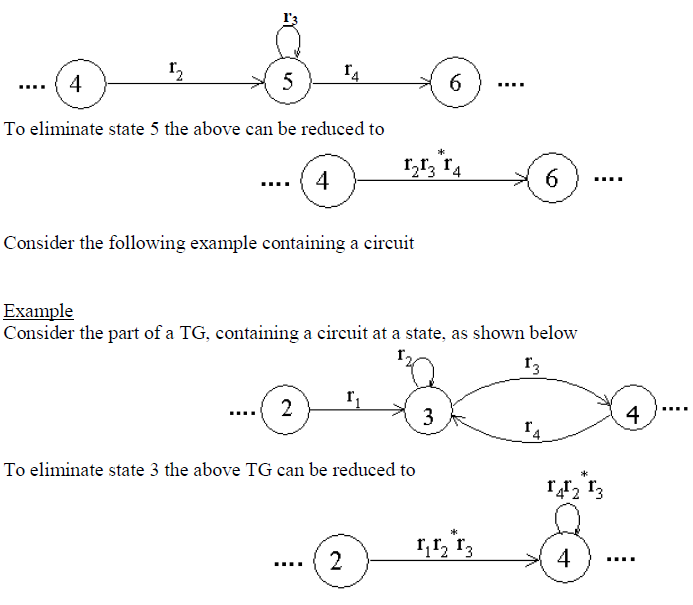 r₃
.... 4 r₂ 5 r₄ 6 ....
To eliminate state 5 the above can be reduced to
.... 4 r₂r₃*r₄ 6 ....
Consider the following example containing a circuit
Example
Consider the part of a TG, containing a circuit at a state, as shown below
r₂ r₃
.... 2 r₁ 3 4 ....
r₄
To eliminate state 3 the above TG can be reduced to
r₄r₂*r₃
.... 2 r₁r₂*r₃ 4 ....